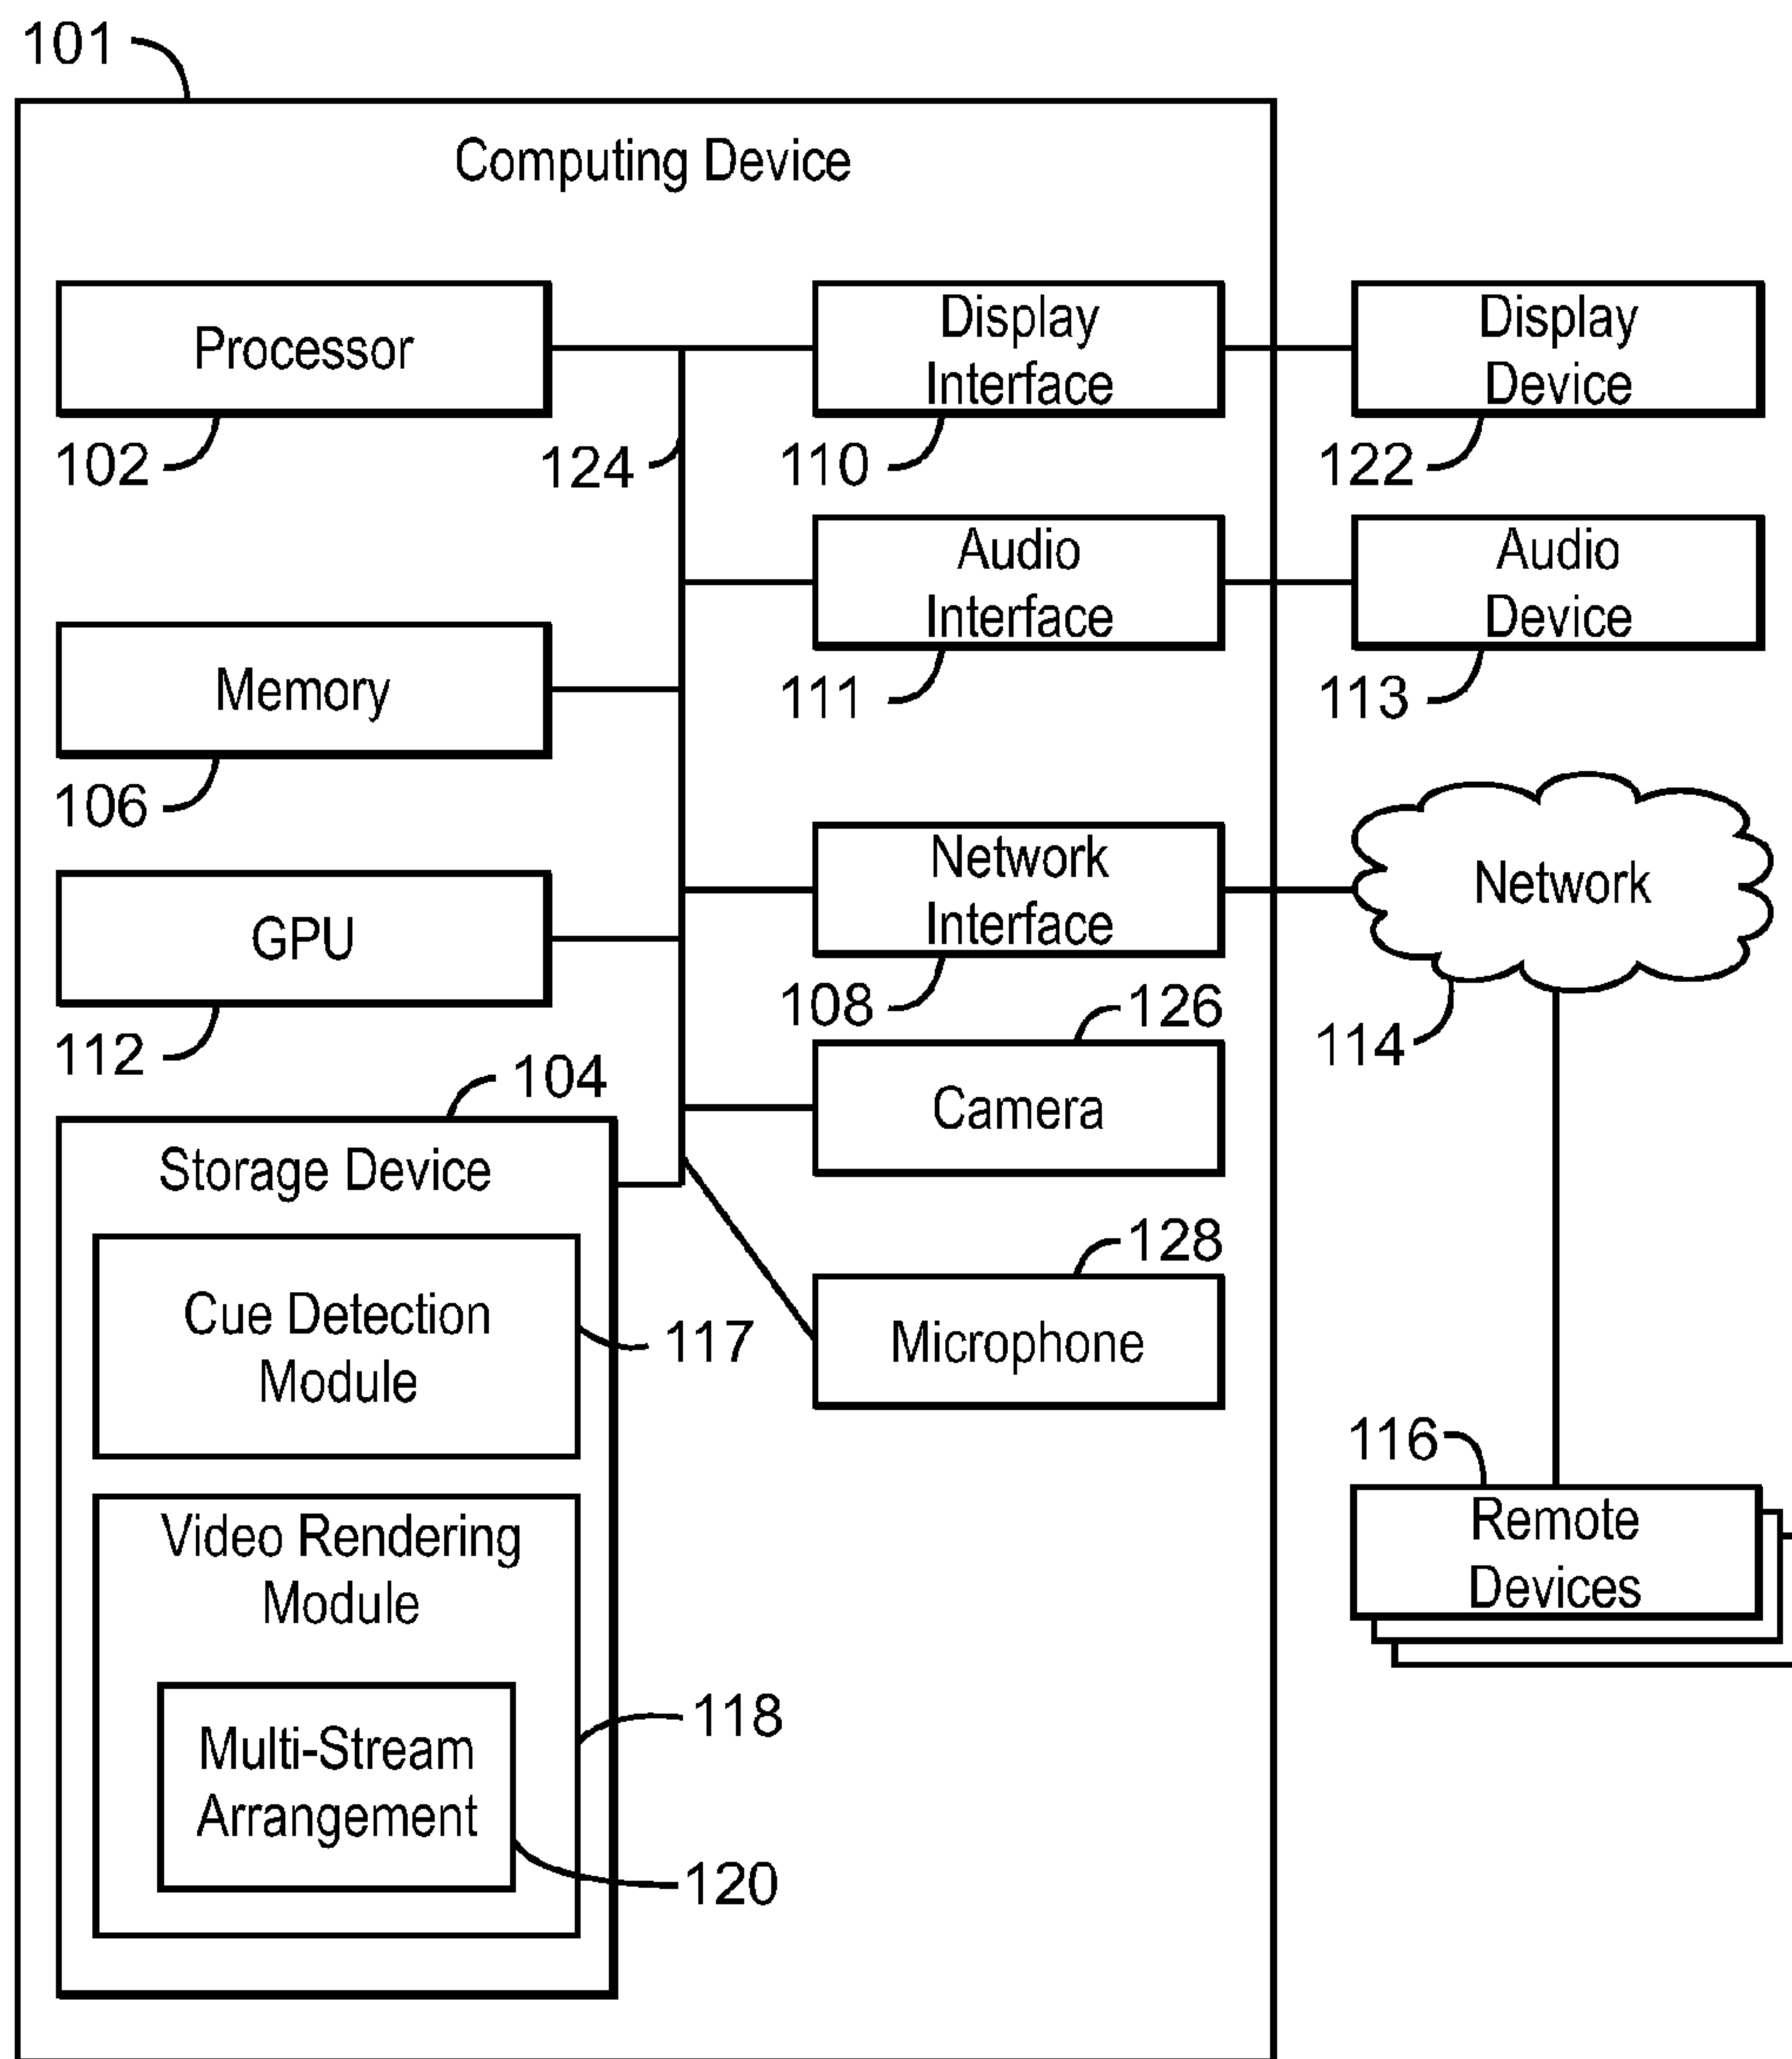 101
Computing Device
Processor
102
124
Display
Interface
110
Display
Device
122
Audio
Interface
111
Audio
Device
113
Memory
106
Network
Interface
108
Network
114
GPU
112
126
Camera
104
Storage Device
Cue Detection
Module
117
128
Microphone
116
Remote
Devices
Video Rendering
Module
118
Multi-Stream
Arrangement
120